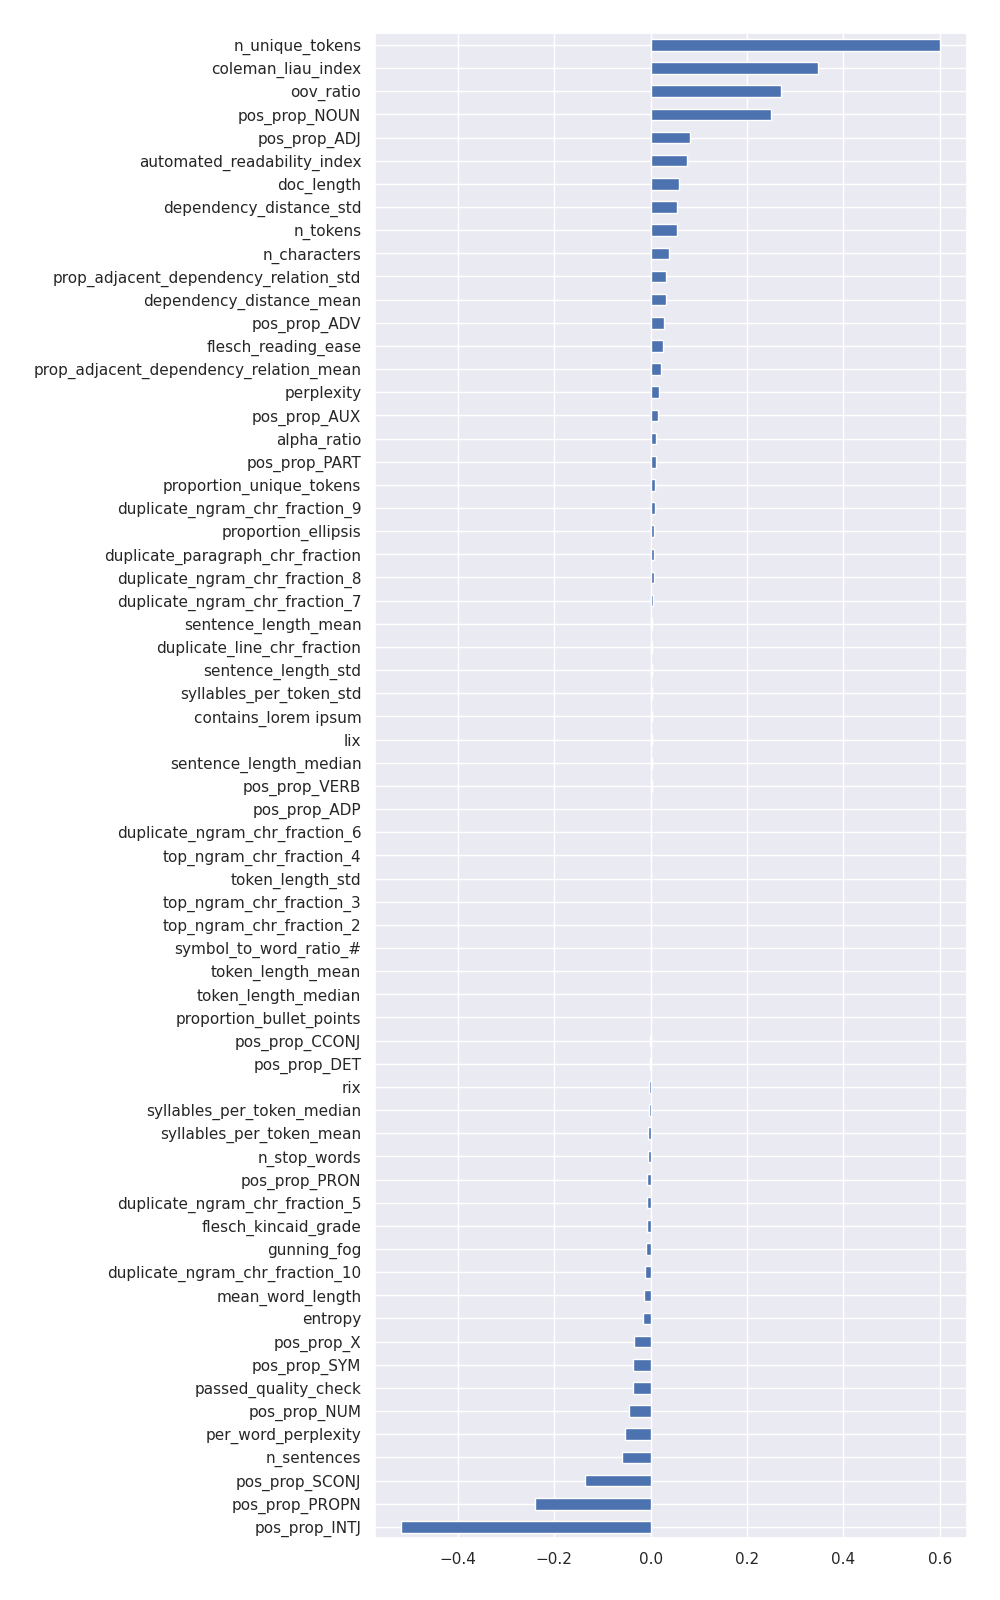 n_unique_tokens
coleman_liau_index
oov_ratio
pos_prop_NOUN
pos_prop_ADJ
automated_readability_index
doc_length
dependency_distance_std
n_tokens
n_characters
prop_adjacent_dependency_relation_std
dependency_distance_mean
pos_prop_ADV
flesch_reading_ease
prop_adjacent_dependency_relation_mean
perplexity
pos_prop_AUX
alpha_ratio
pos_prop_PART
proportion_unique_tokens
duplicate_ngram_chr_fraction_9
proportion_ellipsis
duplicate_paragraph_chr_fraction
duplicate_ngram_chr_fraction_8
duplicate_ngram_chr_fraction_7
sentence_length_mean
duplicate_line_chr_fraction
sentence_length_std
syllables_per_token_std
contains_lorem ipsum
lix
sentence_length_median
pos_prop_VERB
pos_prop_ADP
duplicate_ngram_chr_fraction_6
top_ngram_chr_fraction_4
token_length_std
top_ngram_chr_fraction_3
top_ngram_chr_fraction_2
symbol_to_word_ratio_#
token_length_mean
token_length_median
proportion_bullet_points
pos_prop_CCONJ
pos_prop_DET
rix
syllables_per_token_median
syllables_per_token_mean
n_stop_words
pos_prop_PRON
duplicate_ngram_chr_fraction_5
flesch_kincaid_grade
gunning_fog
duplicate_ngram_chr_fraction_10
mean_word_length
entropy
pos_prop_X
pos_prop_SYM
passed_quality_check
pos_prop_NUM
per_word_perplexity
n_sentences
pos_prop_SCONJ
pos_prop_PROPN
pos_prop_INTJ
−0.4 −0.2 0.0 0.2 0.4 0.6